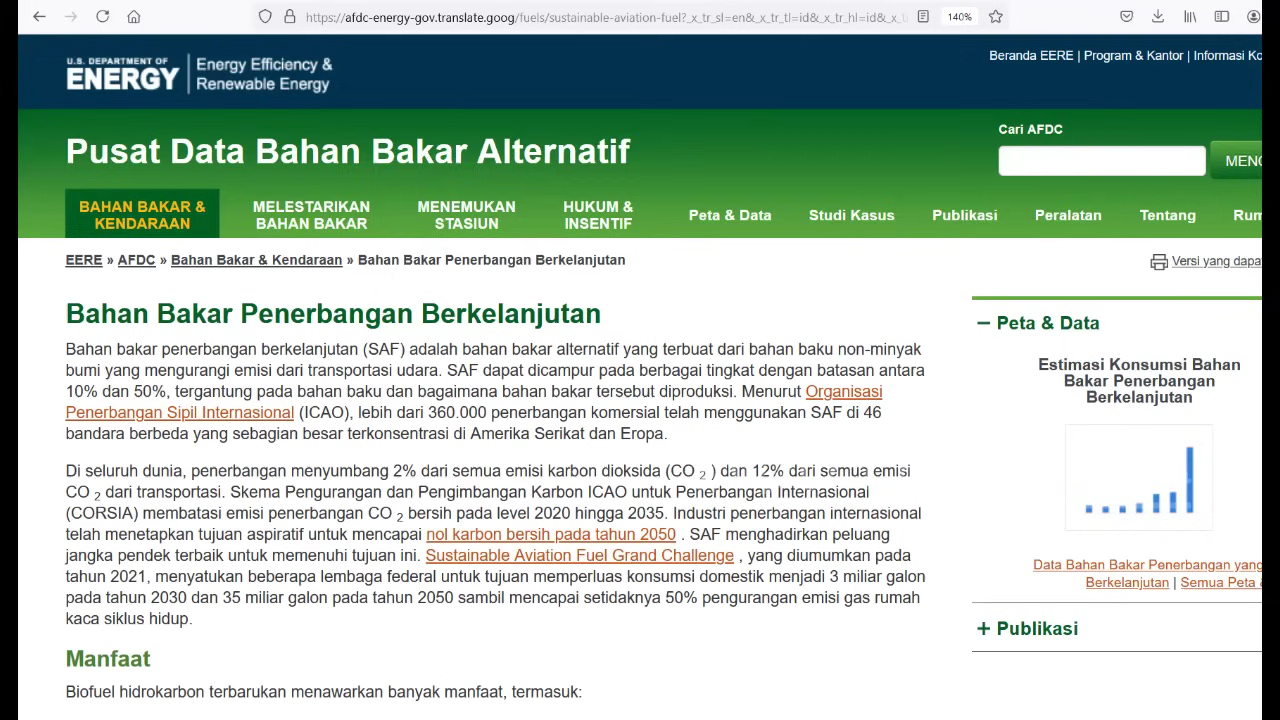 https://afdc-energy-gov.translate.goog/fuels/sustainable-aviation-fuel?_x_tr_sl=en&_x_tr_tl=id&_x_tr_hl=id&_x_t
140%
U.S. DEPARTMENT OF
ENERGY
Energy Efficiency &
Renewable Energy
Beranda EERE | Program & Kantor | Informasi Ko
Pusat Data Bahan Bakar Alternatif
Cari AFDC
MENC
BAHAN BAKAR &
KENDARAAN
MELESTARIKAN
BAHAN BAKAR
MENEMUKAN
STASIUN
HUKUM &
INSENTIF
Peta & Data
Studi Kasus
Publikasi
Peralatan
Tentang
Rum
EERE » AFDC » Bahan Bakar & Kendaraan » Bahan Bakar Penerbangan Berkelanjutan
Versi yang dapa
Bahan Bakar Penerbangan Berkelanjutan
Bahan bakar penerbangan berkelanjutan (SAF) adalah bahan bakar alternatif yang terbuat dari bahan baku non-minyak
bumi yang mengurangi emisi dari transportasi udara. SAF dapat dicampur pada berbagai tingkat dengan batasan antara
10% dan 50%, tergantung pada bahan baku dan bagaimana bahan bakar tersebut diproduksi. Menurut Organisasi
Penerbangan Sipil Internasional (ICAO), lebih dari 360.000 penerbangan komersial telah menggunakan SAF di 46
bandara berbeda yang sebagian besar terkonsentrasi di Amerika Serikat dan Eropa.
Di seluruh dunia, penerbangan menyumbang 2% dari semua emisi karbon dioksida (CO 2 ) dan 12% dari semua emisi
CO 2 dari transportasi. Skema Pengurangan dan Pengimbangan Karbon ICAO untuk Penerbangan Internasional
(CORSIA) membatasi emisi penerbangan CO 2 bersih pada level 2020 hingga 2035. Industri penerbangan internasional
telah menetapkan tujuan aspiratif untuk mencapai nol karbon bersih pada tahun 2050 . SAF menghadirkan peluang
jangka pendek terbaik untuk memenuhi tujuan ini. Sustainable Aviation Fuel Grand Challenge , yang diumumkan pada
tahun 2021, menyatukan beberapa lembaga federal untuk tujuan memperluas konsumsi domestik menjadi 3 miliar galon
pada tahun 2030 dan 35 miliar galon pada tahun 2050 sambil mencapai setidaknya 50% pengurangan emisi gas rumah
kaca siklus hidup.
Manfaat
Biofuel hidrokarbon terbarukan menawarkan banyak manfaat, termasuk:
− Peta & Data
Estimasi Konsumsi Bahan
Bakar Penerbangan
Berkelanjutan
Data Bahan Bakar Penerbangan yang
Berkelanjutan | Semua Peta &
+ Publikasi